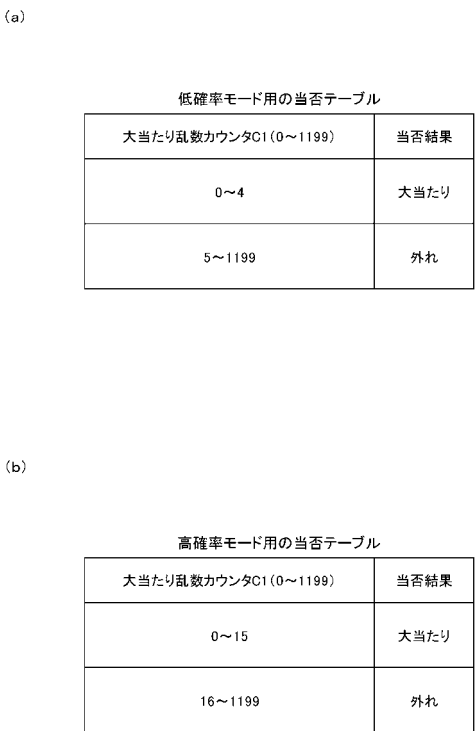 (a)
低確率モード用の当否テーブル
大当たり乱数カウンタC1(0～1199) 当否結果
0～4 大当たり
5～1199 外れ
(b)
高確率モード用の当否テーブル
大当たり乱数カウンタC1(0～1199) 当否結果
0～15 大当たり
16～1199 外れ